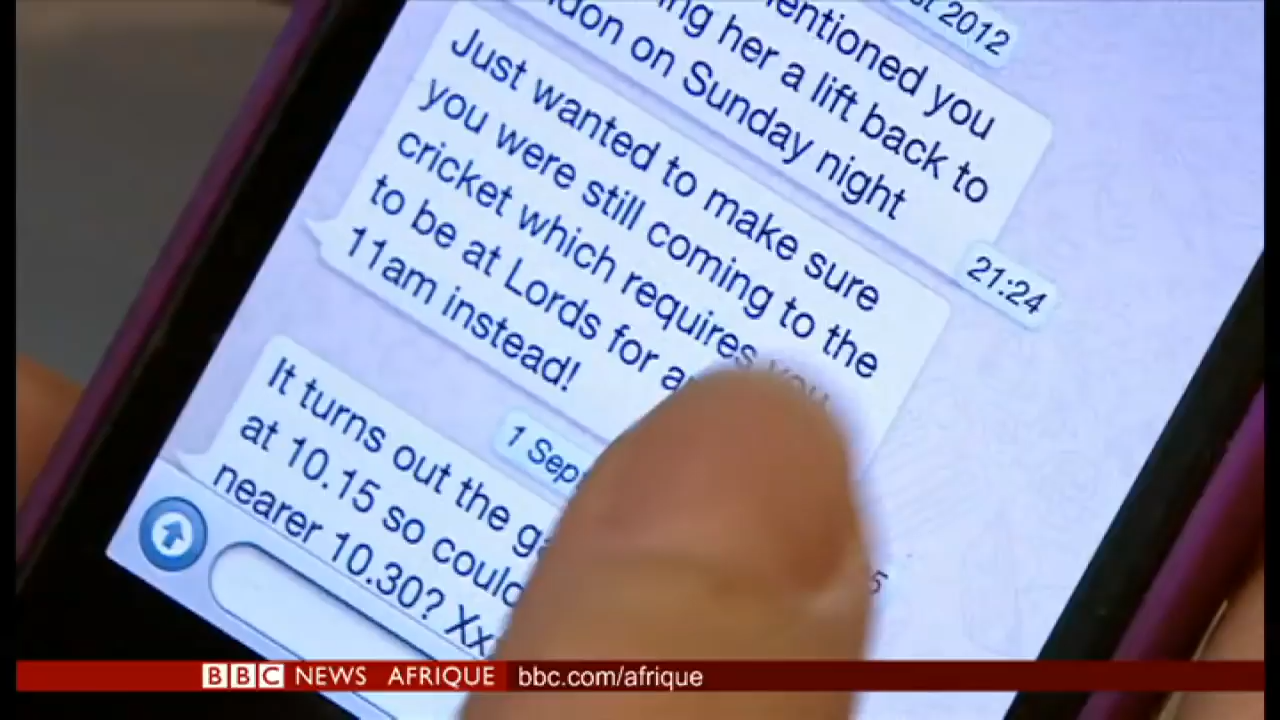 2012
mentioned you
her a lift back to
on Sunday night
21:24
Just wanted to make sure
you were still coming to the
cricket which requires you
to be at Lords for
11am instead!
1 Sep
It turns out the
at 10.15 so could
nearer 10.30? Xx
5
BBC NEWS AFRIQUE bbc.com/afrique